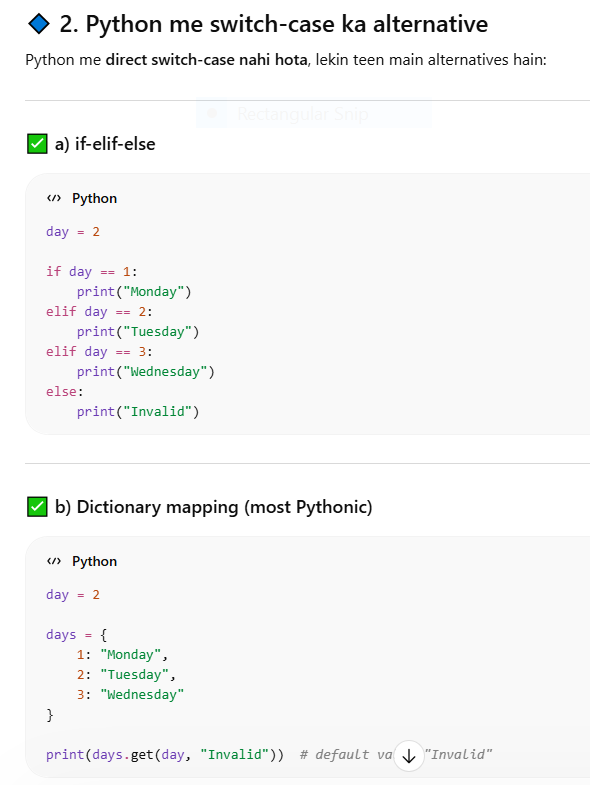 2. Python me switch-case ka alternative
Python me direct switch-case nahi hota, lekin teen main alternatives hain:
Rectangular Snip
a) if-elif-else
Python
day = 2
if day == 1:
    print("Monday")
elif day == 2:
    print("Tuesday")
elif day == 3:
    print("Wednesday")
else:
    print("Invalid")
b) Dictionary mapping (most Pythonic)
Python
day = 2
days = {
    1: "Monday",
    2: "Tuesday",
    3: "Wednesday"
}
print(days.get(day, "Invalid"))  # default va "Invalid"